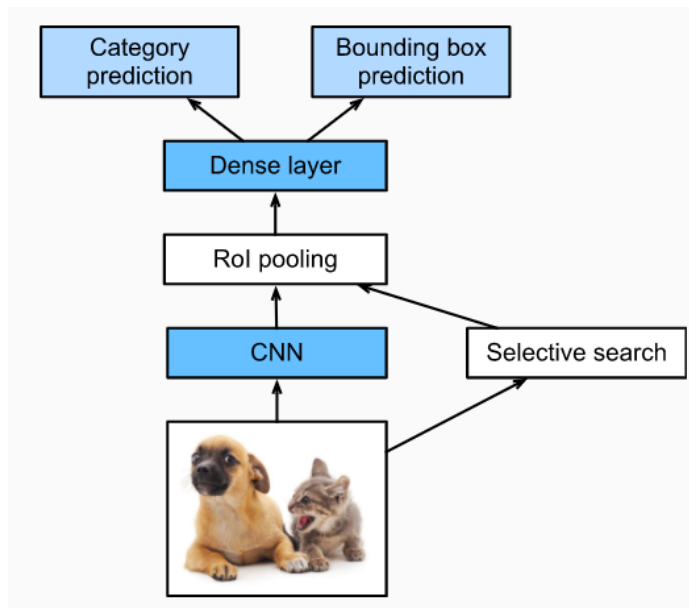 Category
prediction
Bounding box
prediction
Dense layer
RoI pooling
CNN
Selective search